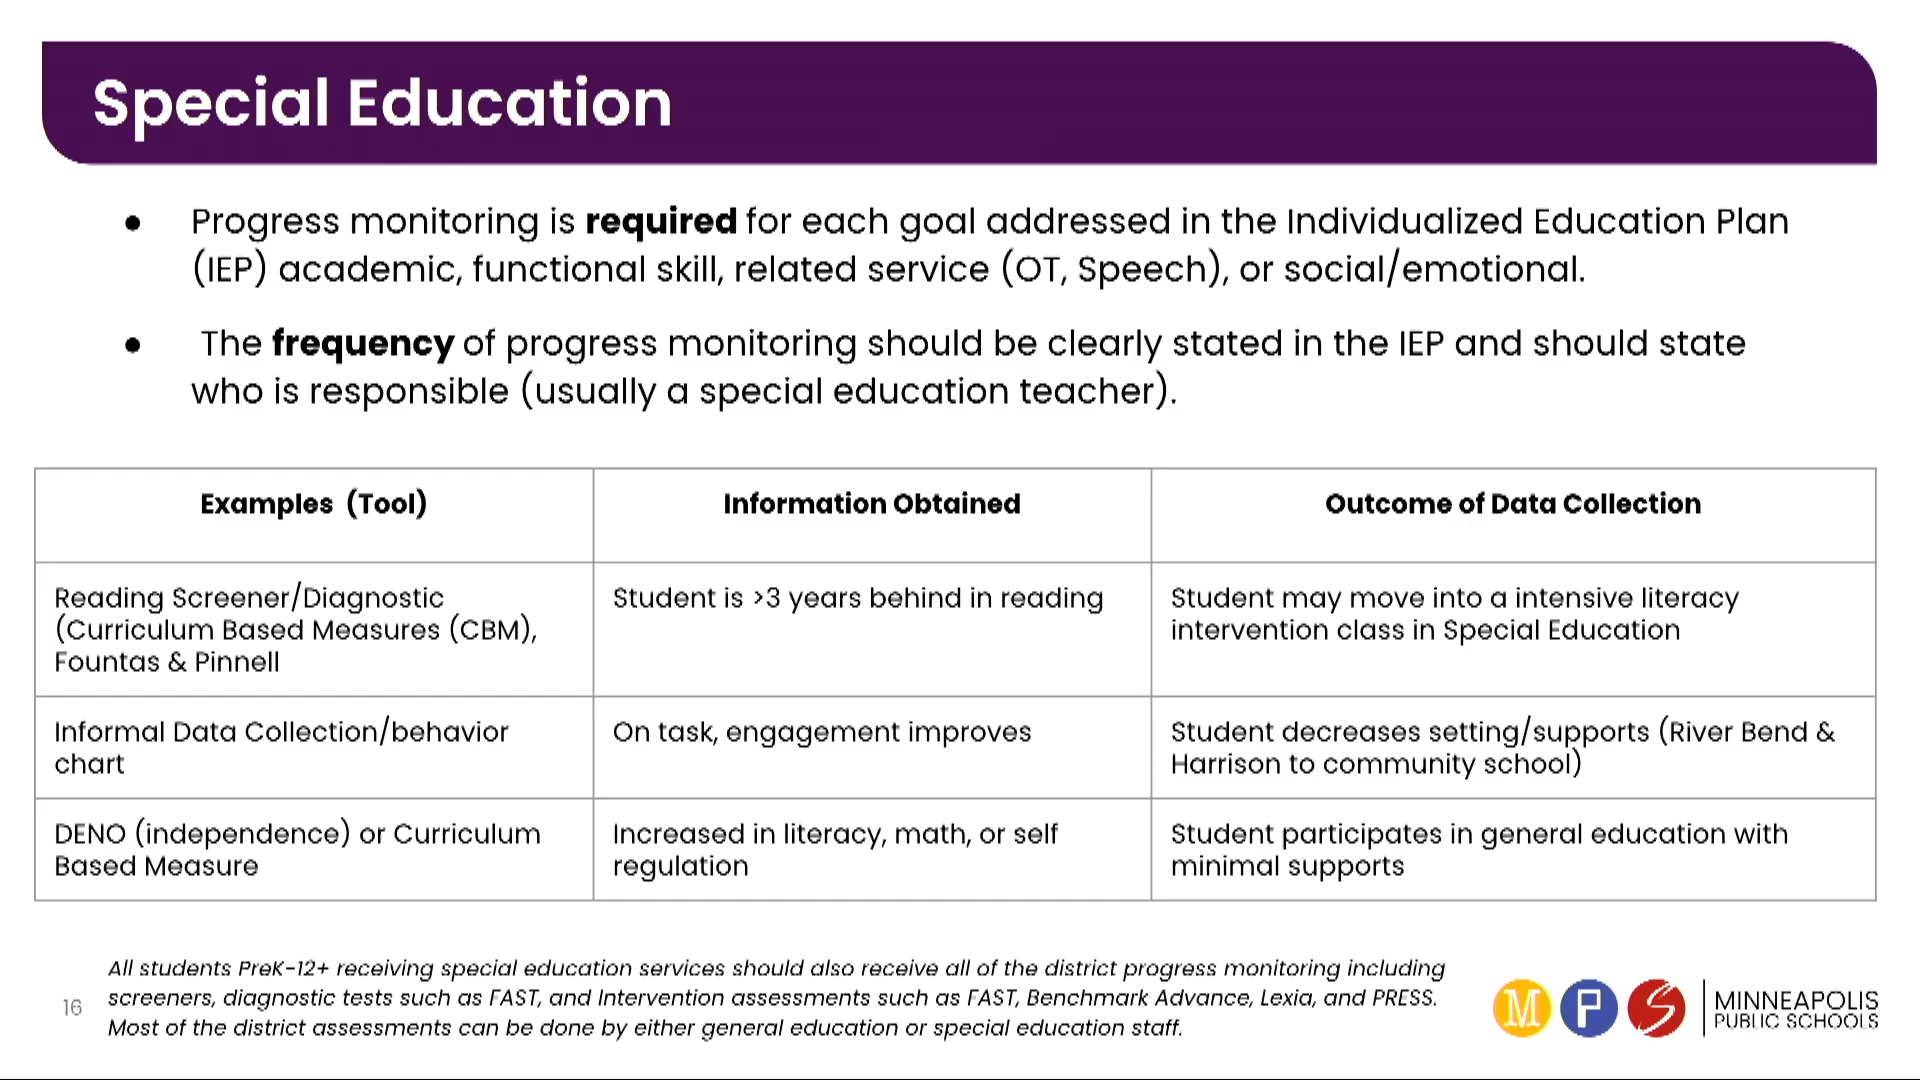 Special Education
● Progress monitoring is required for each goal addressed in the Individualized Education Plan
(IEP) academic, functional skill, related service (OT, Speech), or social/emotional.
● The frequency of progress monitoring should be clearly stated in the IEP and should state
who is responsible (usually a special education teacher).
Examples (Tool)
Information Obtained
Outcome of Data Collection
Reading Screener/Diagnostic
(Curriculum Based Measures (CBM),
Fountas & Pinnell
Student is >3 years behind in reading
Student may move into a intensive literacy
intervention class in Special Education
Informal Data Collection/behavior
chart
On task, engagement improves
Student decreases setting/supports (River Bend &
Harrison to community school)
DENO (independence) or Curriculum
Based Measure
Increased in literacy, math, or self
regulation
Student participates in general education with
minimal supports
All students PreK-12+ receiving special education services should also receive all of the district progress monitoring including
screeners, diagnostic tests such as FAST, and Intervention assessments such as FAST, Benchmark Advance, Lexia, and PRESS.
Most of the district assessments can be done by either general education or special education staff.
16
M P S
MINNEAPOLIS
PUBLIC SCHOOLS